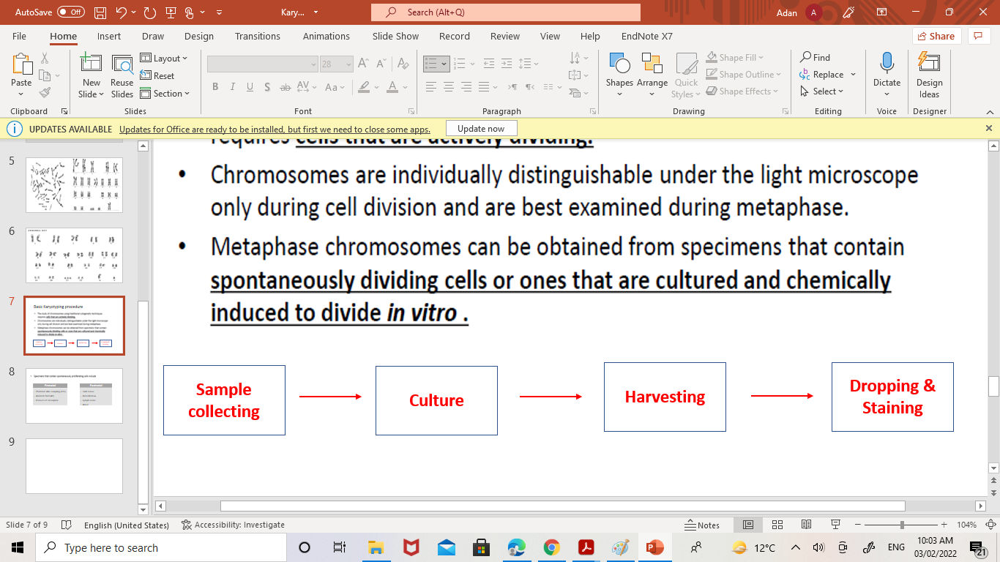 AutoSave Off Kary... Search (Alt+Q) Adan A
File Home Insert Draw Design Transitions Animations Slide Show Record Review View Help EndNote X7 Share
Paste
New Slide
Reuse Slides
Layout
Reset
Section
28
B I U S ab AV Aa A
Shapes Arrange Quick Styles
Shape Fill
Shape Outline
Shape Effects
Find
Replace
Select
Dictate
Design Ideas
Clipboard Slides Font Paragraph Drawing Editing Voice Designer
UPDATES AVAILABLE Updates for Office are ready to be installed, but first we need to close some apps. Update now
5
6
7
Basic Karyotyping procedure
8
Prenatal Postnatal
9
requires cells that are actively dividing.
• Chromosomes are individually distinguishable under the light microscope
only during cell division and are best examined during metaphase.
• Metaphase chromosomes can be obtained from specimens that contain
spontaneously dividing cells or ones that are cultured and chemically
induced to divide in vitro .
Sample
collecting
Culture
Harvesting
Dropping &
Staining
Slide 7 of 9 English (United States) Accessibility: Investigate Notes 104%
Type here to search 12°C ENG 10:03 AM
03/02/2022 21